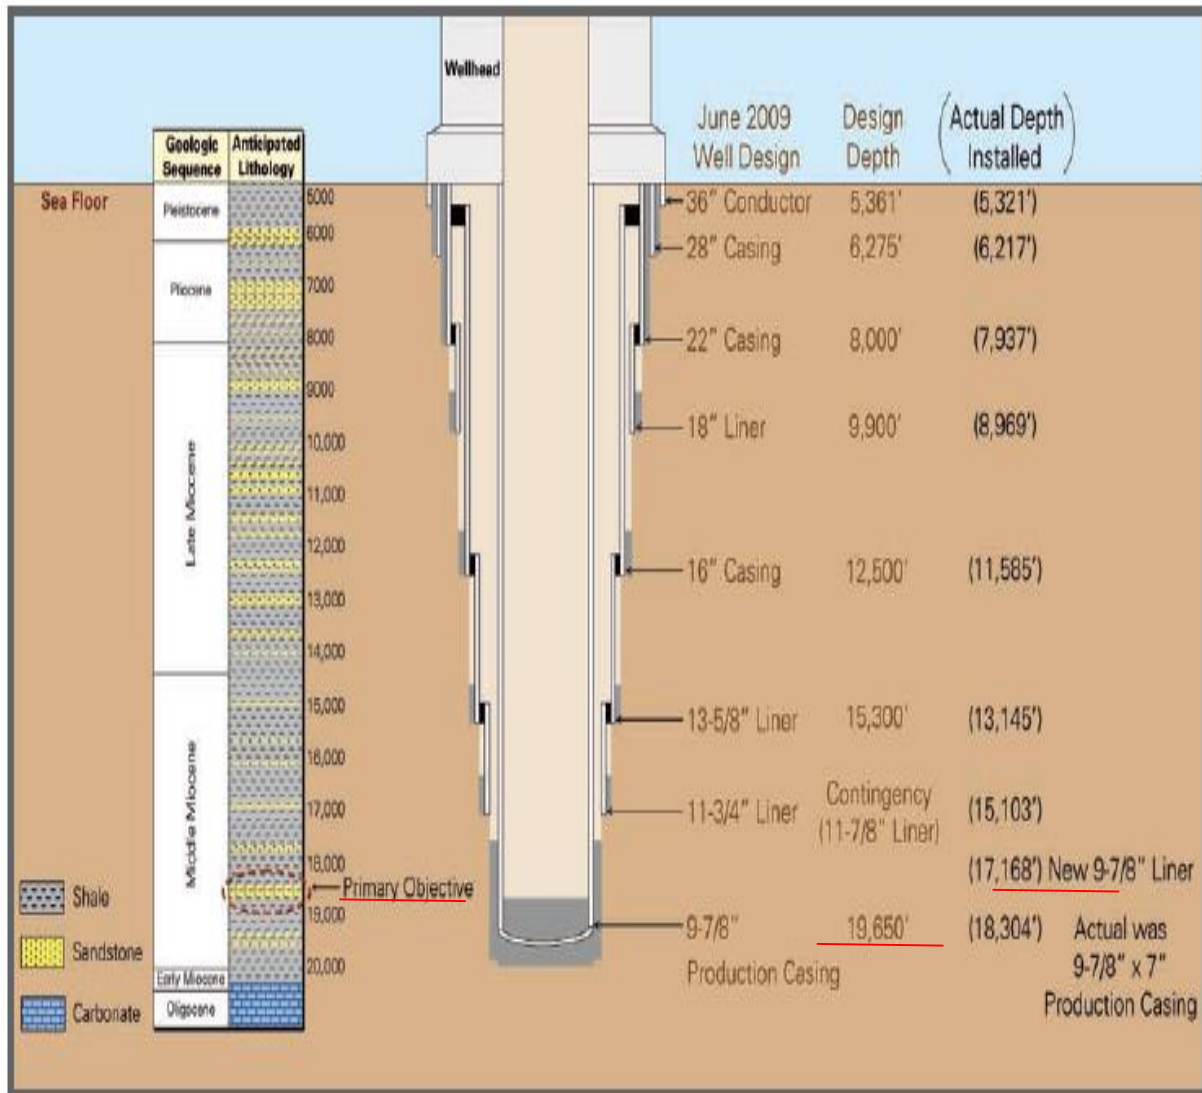 Wellhead
June 2009
Well Design
Design
Depth
(Actual Depth
Installed)
Geologic
Sequence
Anticipated
Lithology
Sea Floor
Pleistocene
5000
36" Conductor 5,361' (5,321')
6000
28" Casing 6,275' (6,217')
Pliocene
7000
8000
22" Casing 8,000' (7,937')
9000
18" Liner 9,900' (8,969')
10,000
Late Miocene
11,000
12,000
16" Casing 12,500' (11,585')
13,000
14,000
15,000
13-5/8" Liner 15,300' (13,145')
16,000
Middle Miocene
17,000
11-3/4" Liner
Contingency
(11-7/8" Liner)
(15,103')
18,000
(17,168') New 9-7/8" Liner
Primary Objective
Shale
19,000
9-7/8"
Production Casing
19,650' (18,304')
Actual was
9-7/8" x 7"
Production Casing
Sandstone
20,000
Early Miocene
Oligocene
Carbonate